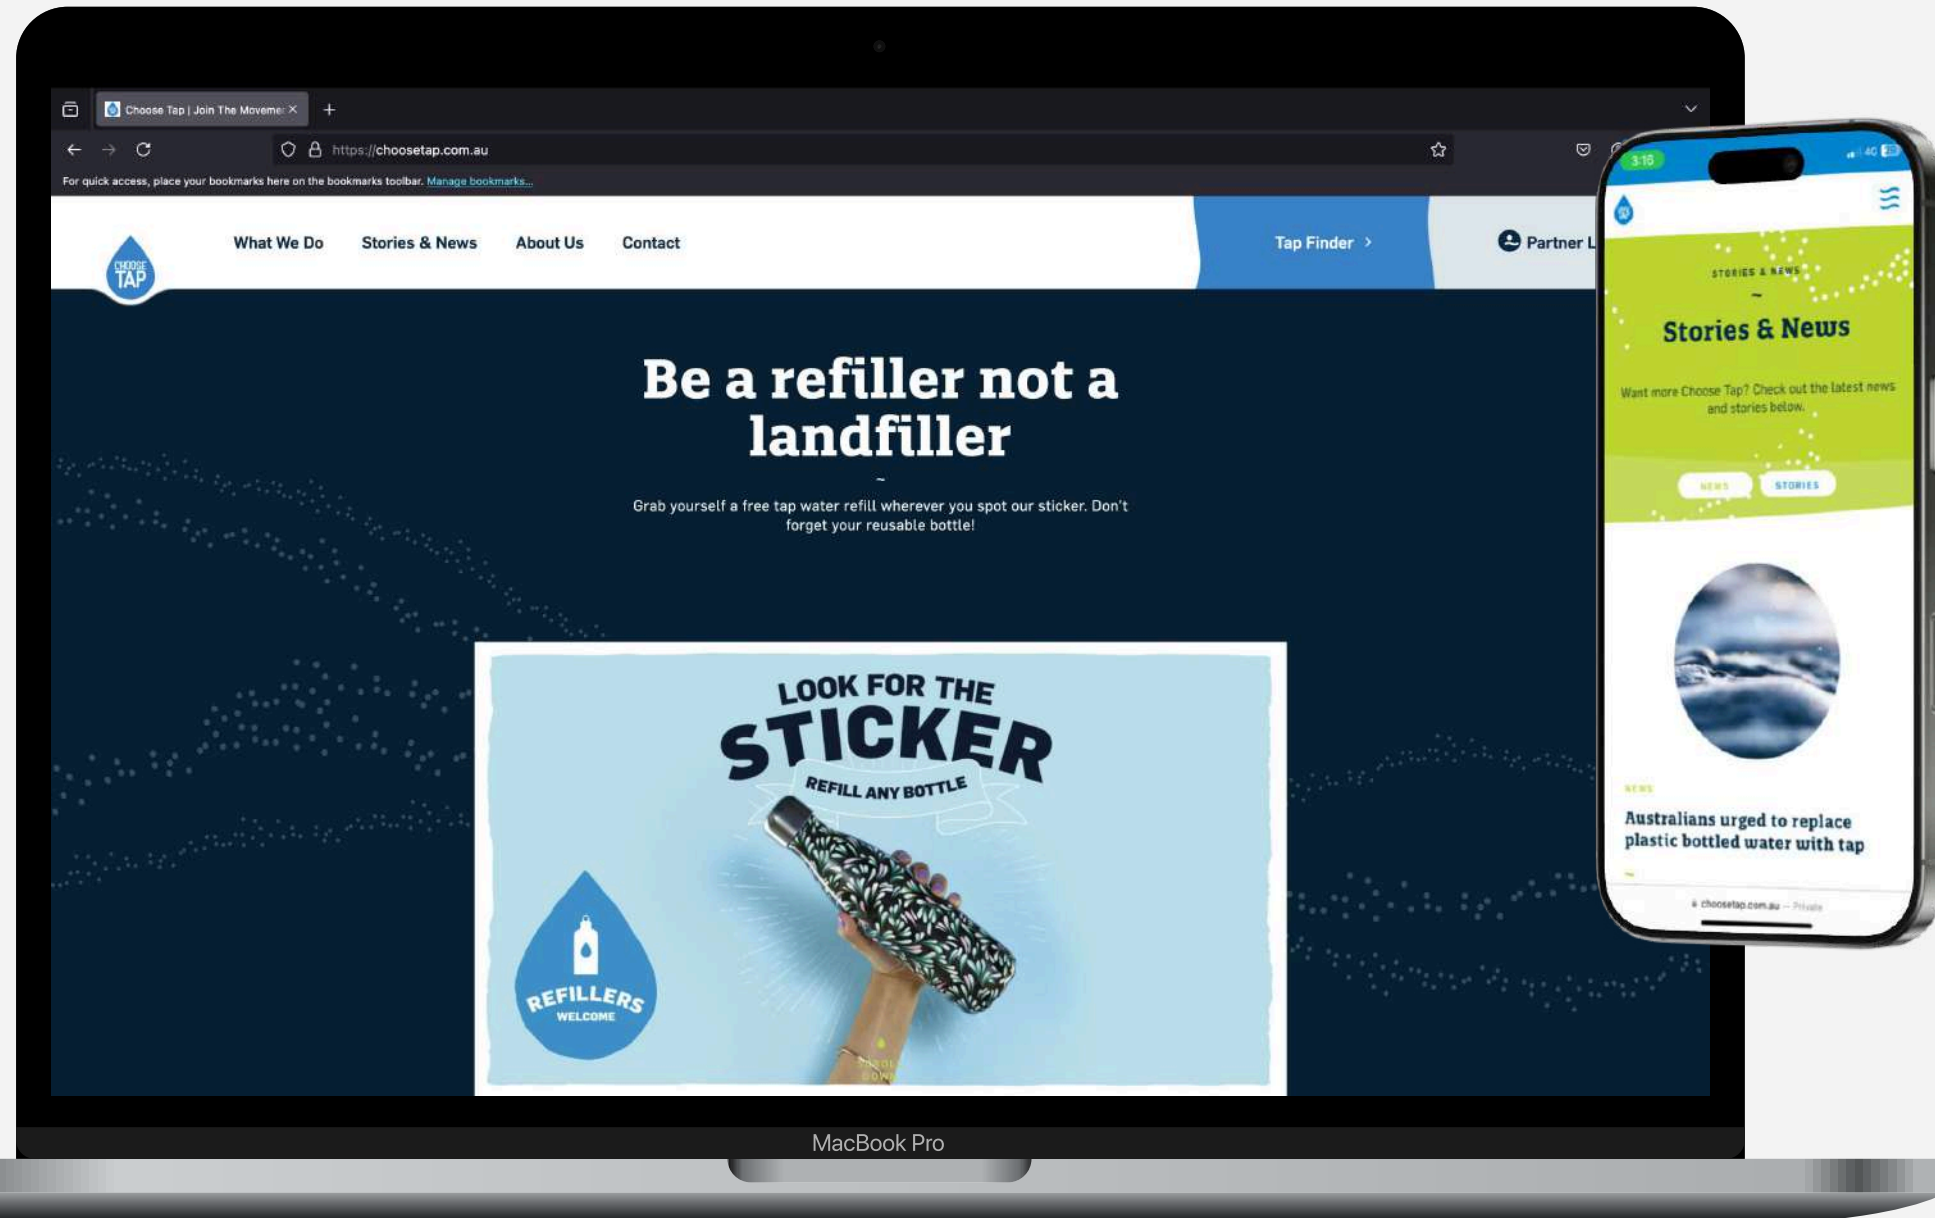 Choose Tap | Join The Moveme
https://choosetap.com.au
For quick access, place your bookmarks here on the bookmarks toolbar. Manage bookmarks...
CHOOSE
TAP
What We Do
Stories & News
About Us
Contact
Tap Finder
Partner L
Be a refiller not a
landfiller
~
Grab yourself a free tap water refill wherever you spot our sticker. Don't
forget your reusable bottle!
LOOK FOR THE
STICKER
REFILL ANY BOTTLE
REFILLERS
WELCOME
SCROLL
DOWN
MacBook Pro
3:16
4G
STORIES & NEWS
~
Stories & News
Want more Choose Tap? Check out the latest news
and stories below.
NEWS
STORIES
NEWS
Australians urged to replace
plastic bottled water with tap
~
choosetap.com.au — Private